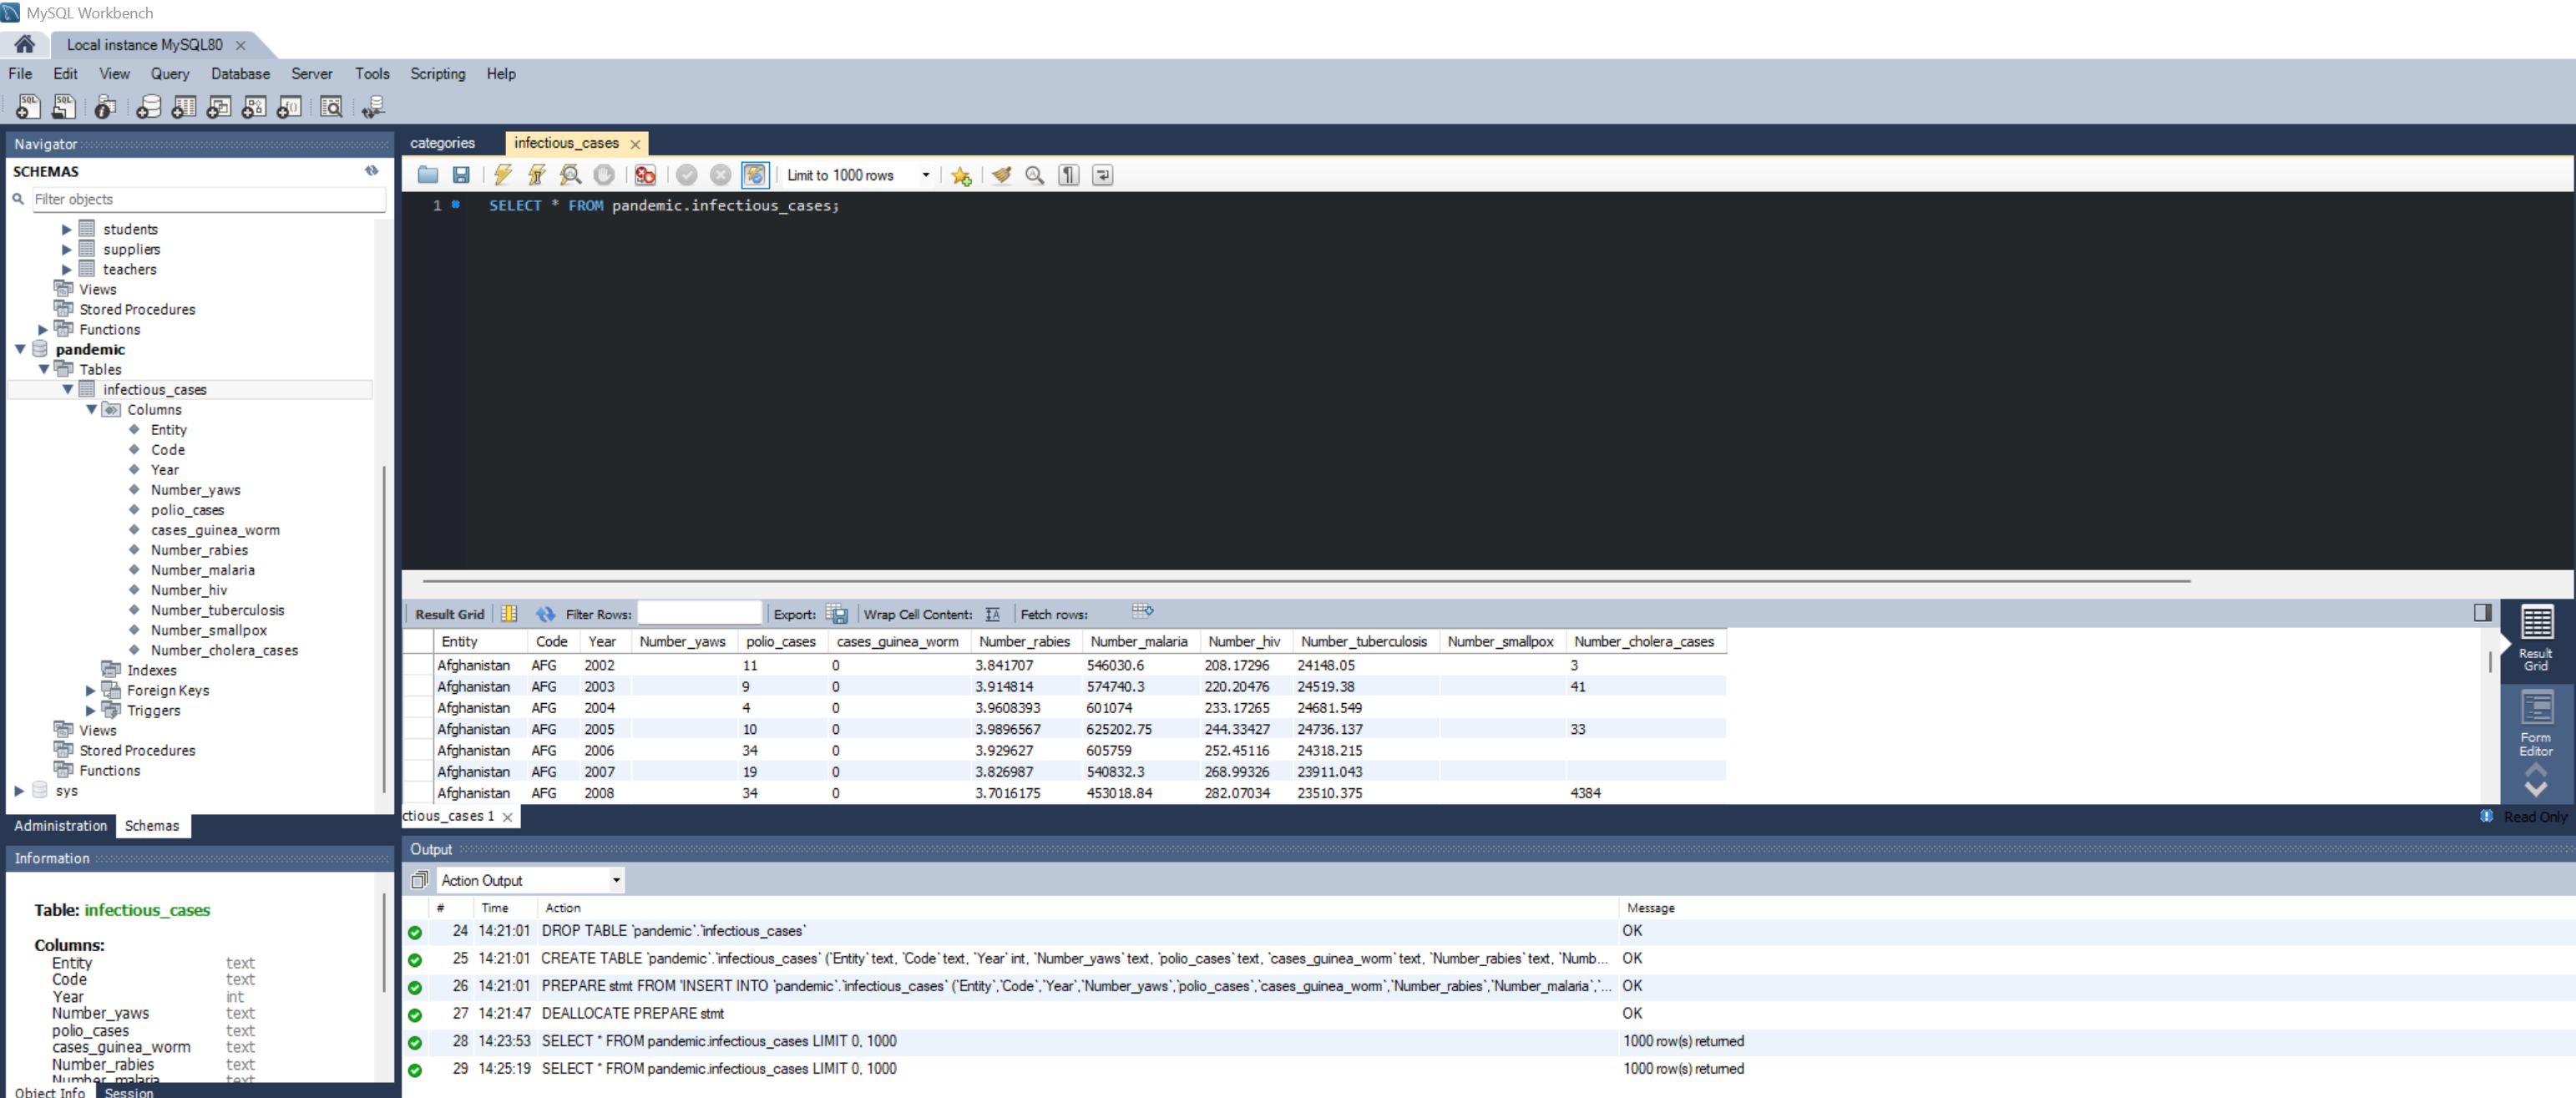 MySQL Workbench
Local instance MySQL80
File Edit View Query Database Server Tools Scripting Help
Navigator
SCHEMAS
Filter objects
students
suppliers
teachers
Views
Stored Procedures
Functions
pandemic
Tables
infectious_cases
Columns
Entity
Code
Year
Number_yaws
polio_cases
cases_guinea_worm
Number_rabies
Number_malaria
Number_hiv
Number_tuberculosis
Number_smallpox
Number_cholera_cases
Indexes
Foreign Keys
Triggers
Views
Stored Procedures
Functions
sys
Administration Schemas
Information
Table: infectious_cases
Columns:
Entity text
Code text
Year int
Number_yaws text
polio_cases text
cases_guinea_worm text
Number_rabies text
Number_malaria text
Object Info Session
categories infectious_cases
Limit to 1000 rows
1 SELECT * FROM pandemic.infectious_cases;
Result Grid Filter Rows: Export: Wrap Cell Content: Fetch rows:
Entity Code Year Number_yaws polio_cases cases_guinea_worm Number_rabies Number_malaria Number_hiv Number_tuberculosis Number_smallpox Number_cholera_cases
Afghanistan AFG 2002 11 0 3.841707 546030.6 208.17296 24148.05 3
Afghanistan AFG 2003 9 0 3.914814 574740.3 220.20476 24519.38 41
Afghanistan AFG 2004 4 0 3.9608393 601074 233.17265 24681.549
Afghanistan AFG 2005 10 0 3.9896567 625202.75 244.33427 24736.137 33
Afghanistan AFG 2006 34 0 3.929627 605759 252.45116 24318.215
Afghanistan AFG 2007 19 0 3.826987 540832.3 268.99326 23911.043
Afghanistan AFG 2008 34 0 3.7016175 453018.84 282.07034 23510.375 4384
Result Grid
Form Editor
ctious_cases 1
Read Only
Output
Action Output
# Time Action Message
24 14:21:01 DROP TABLE `pandemic`.`infectious_cases` OK
25 14:21:01 CREATE TABLE `pandemic`.`infectious_cases` (`Entity` text, `Code` text, `Year` int, `Number_yaws` text, `polio_cases` text, `cases_guinea_worm` text, `Number_rabies` text, `Numb... OK
26 14:21:01 PREPARE stmt FROM 'INSERT INTO `pandemic`.`infectious_cases` (`Entity`,`Code`,`Year`,`Number_yaws`,`polio_cases`,`cases_guinea_worm`,`Number_rabies`,`Number_malaria`,`... OK
27 14:21:47 DEALLOCATE PREPARE stmt OK
28 14:23:53 SELECT * FROM pandemic.infectious_cases LIMIT 0, 1000 1000 row(s) returned
29 14:25:19 SELECT * FROM pandemic.infectious_cases LIMIT 0, 1000 1000 row(s) returned